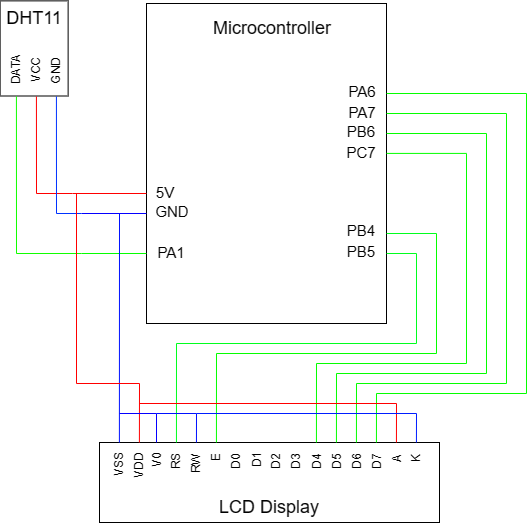 DHT11
DATA
VCC
GND
Microcontroller
PA6
PA7
PB6
PC7
5V
GND
PB4
PA1
PB5
VSS
VDD
V0
RS
RW
E
D0
D1
D2
D3
D4
D5
D6
D7
A
K
LCD Display